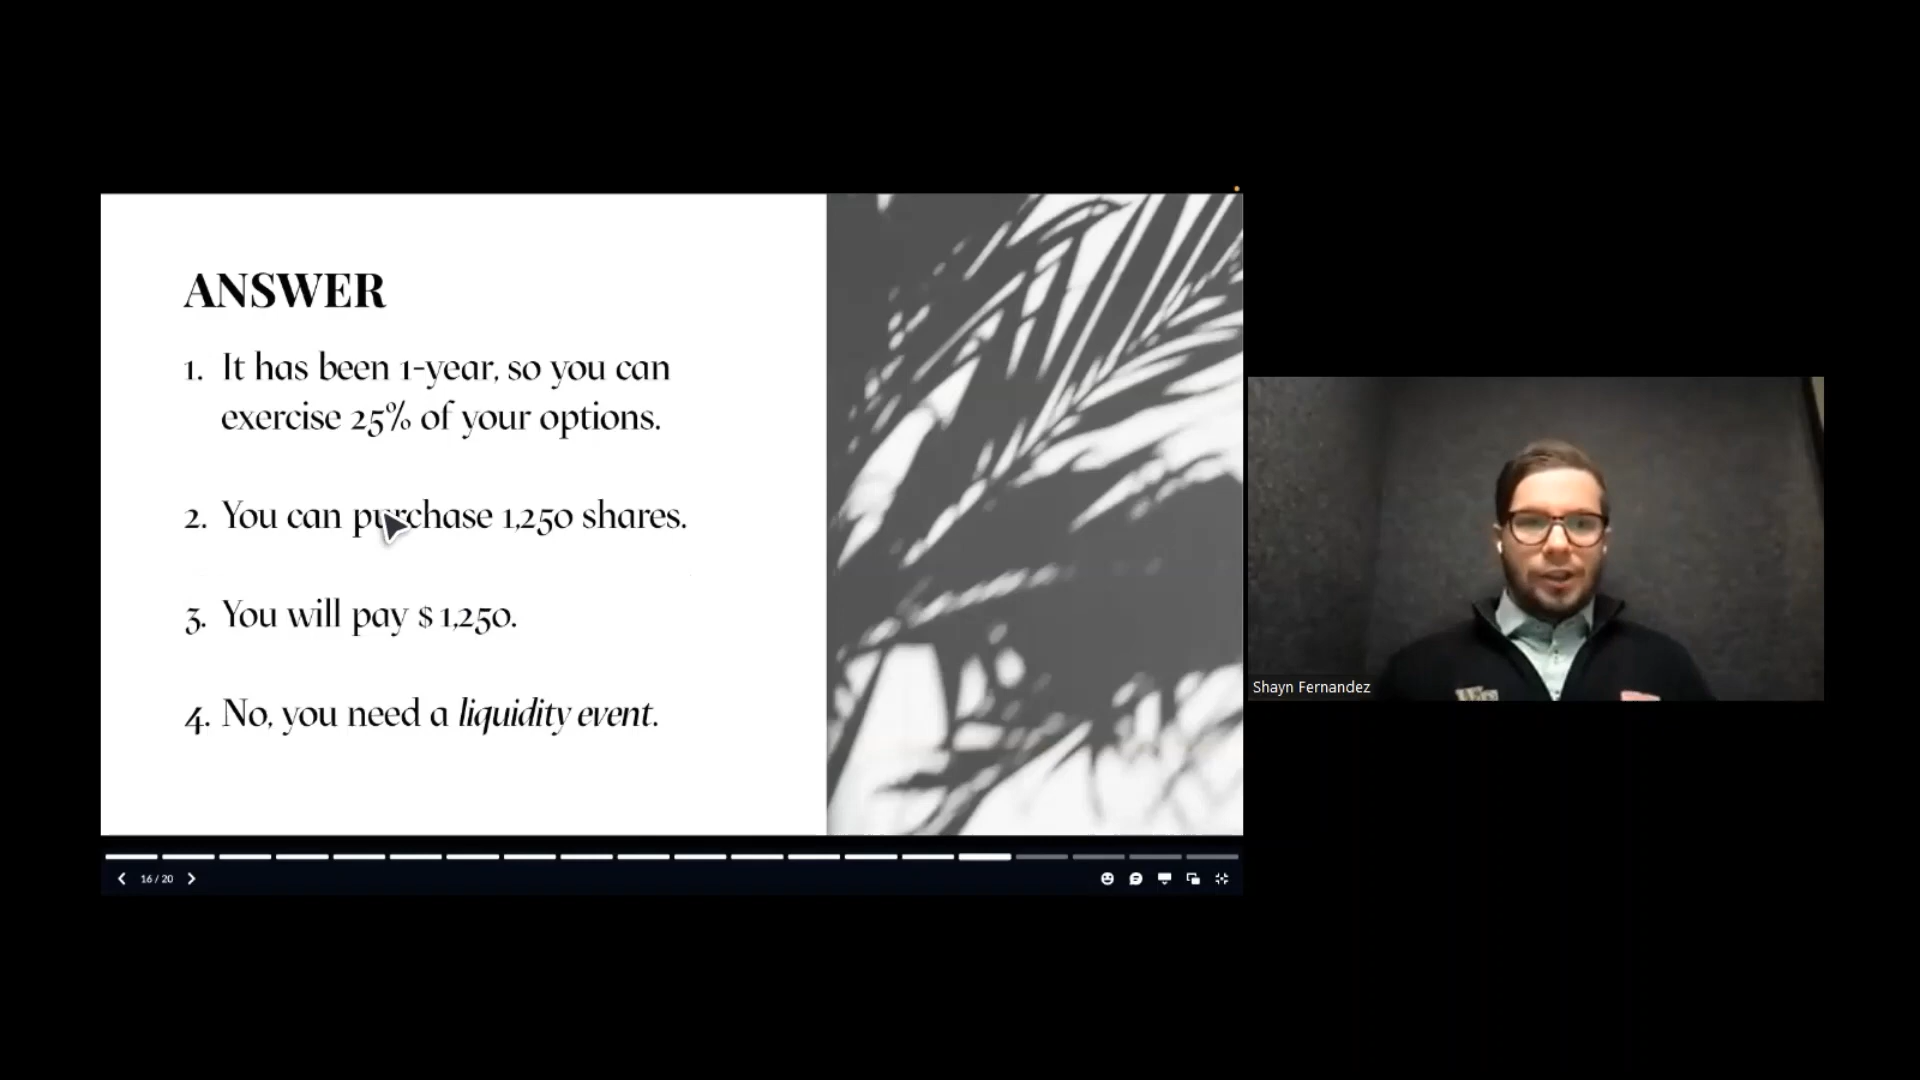 ANSWER
1. It has been 1-year, so you can
exercise 25% of your options.
2. You can purchase 1,250 shares.
3. You will pay $1,250.
4. No, you need a liquidity event.
16 / 20
Shayn Fernandez